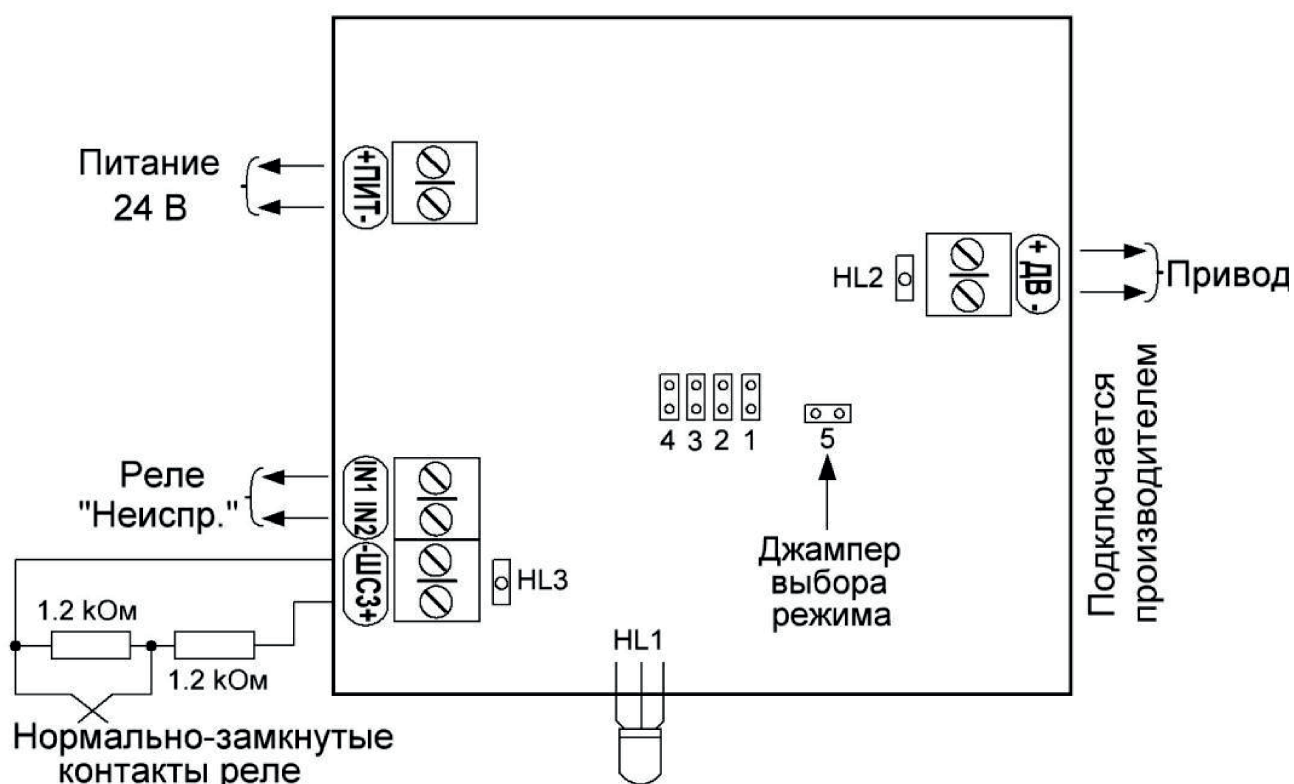 Питание
24 В
+ПИТ-
HL2
+ ДВ -
Привод
Подключается
производителем
4 3 2 1
5
Джампер
выбора
режима
Реле
"Неиспр."
IN1 IN2
-ШС3+
HL3
1.2 kОм
1.2 kОм
HL1
Нормально-замкнутые
контакты реле